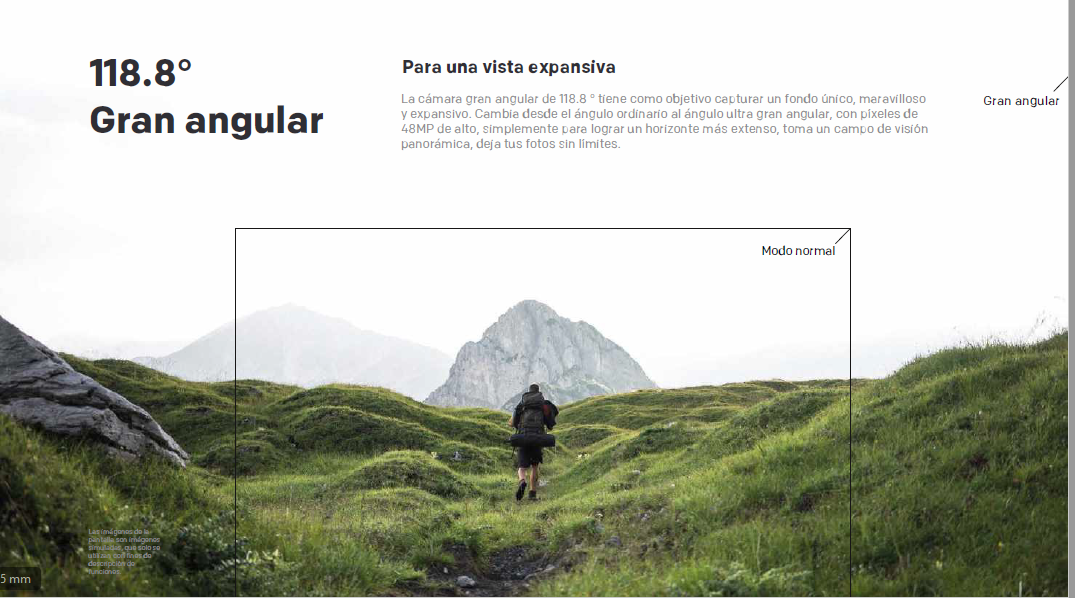 118.8°
Gran angular
Para una vista expansiva
La cámara gran angular de 118.8 ° tiene como objetivo capturar un fondo único, maravilloso
y expansivo. Cambia desde el ángulo ordinario al ángulo ultra gran angular, con píxeles de
48MP de alto, simplemente para lograr un horizonte más extenso, toma un campo de visión
panorámica, deja tus fotos sin límites.
Gran angular
Modo normal
Las imágenes de la
pantalla son imágenes
simuladas, que solo se
utilizan con fines de
descripción de
funciones.
5 mm